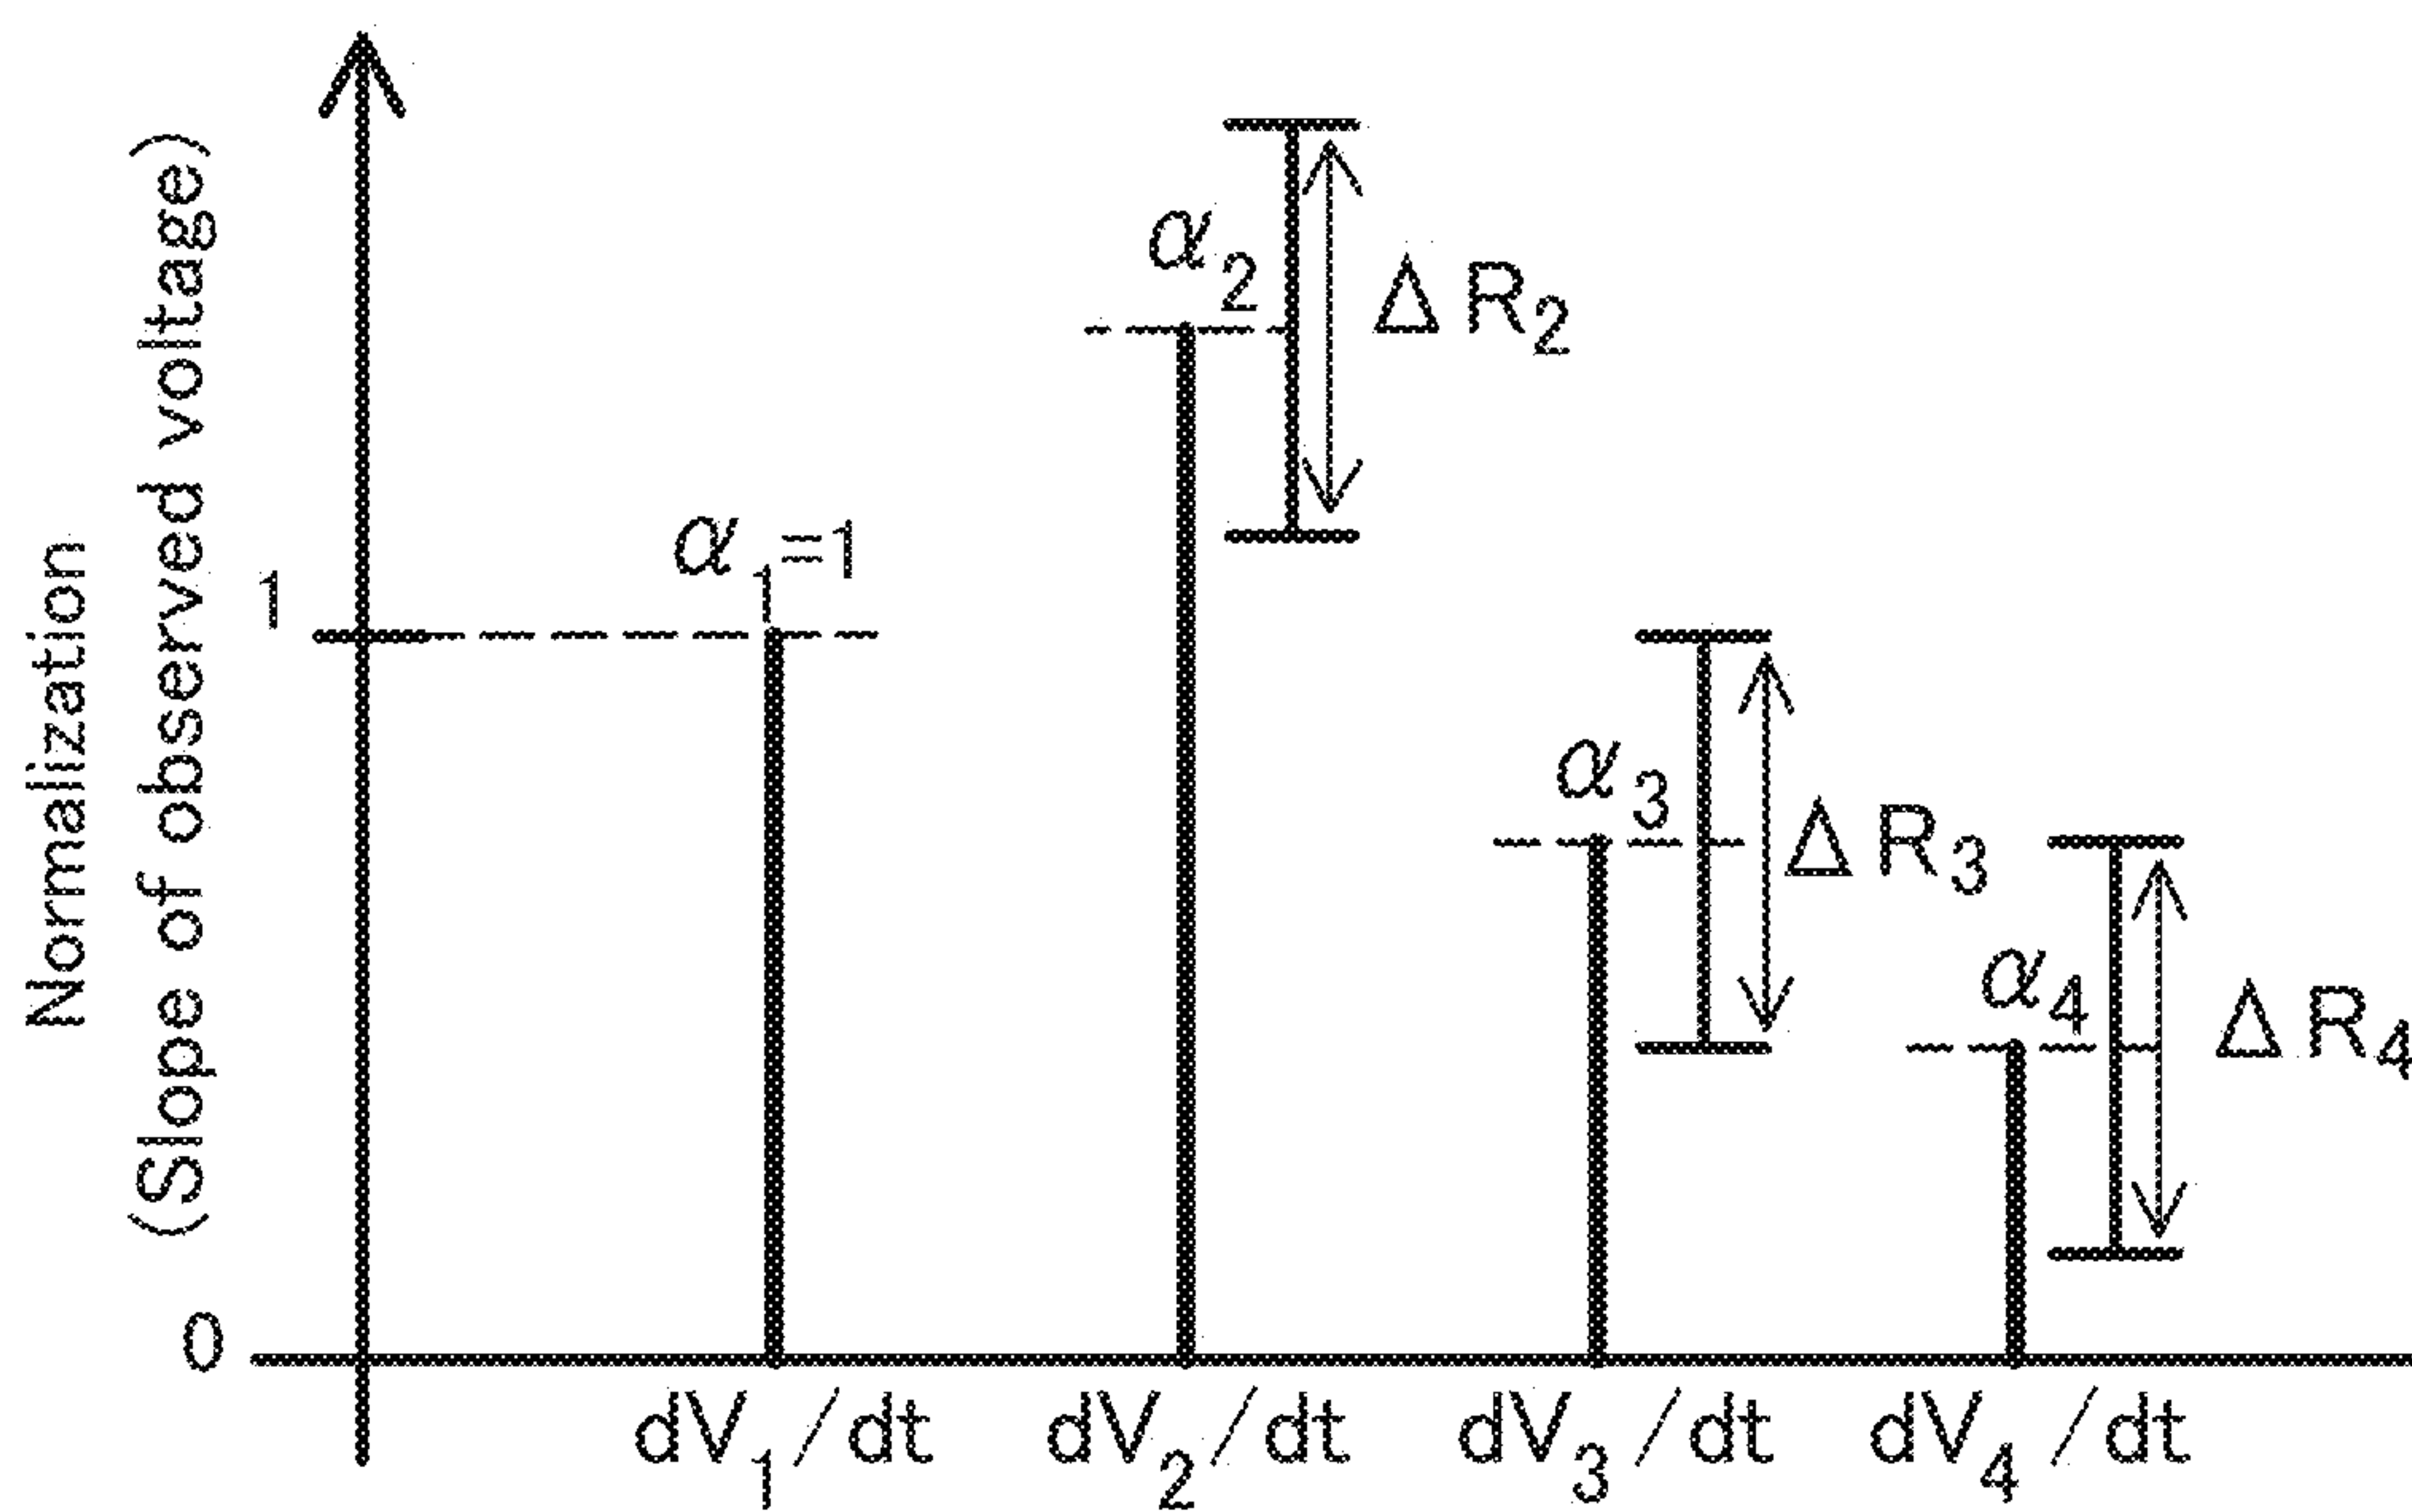 Normalization
(Slope of observed voltage)
1
0
α₁=1
α₂
ΔR₂
α₃
ΔR₃
α₄
ΔR₄
dV₁/dt
dV₂/dt
dV₃/dt
dV₄/dt